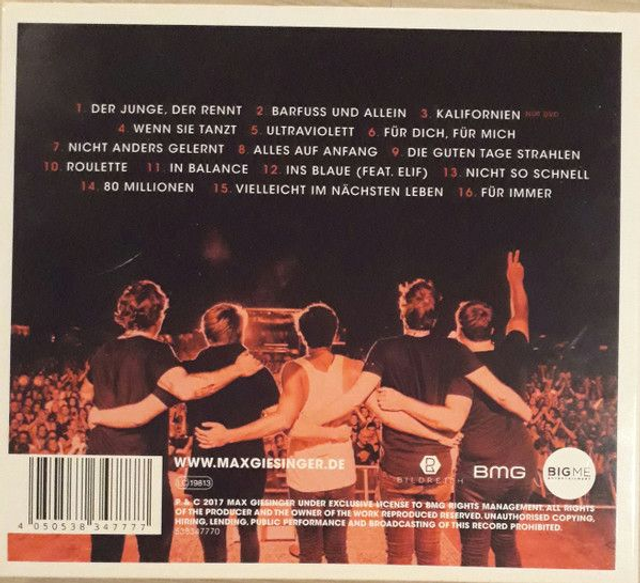 1. DER JUNGE, DER RENNT 2. BARFUSS UND ALLEIN 3. KALIFORNIEN
4. WENN SIE TANZT 5. ULTRAVIOLETT 6. FÜR DICH, FÜR MICH
7. NICHT ANDERS GELERNT 8. ALLES AUF ANFANG 9. DIE GUTEN TAGE STRAHLEN
10. ROULETTE 11. IN BALANCE 12. INS BLAUE (FEAT. ELIF) 13. NICHT SO SCHNELL
14. 80 MILLIONEN 15. VIELLEICHT IM NÄCHSTEN LEBEN 16. FÜR IMMER
WWW.MAXGIESINGER.DE
LC 19813
BILDREICH BMG BIGME
ENTERTAINMENT
P & C 2017 MAX GIESINGER UNDER EXCLUSIVE LICENSE TO BMG RIGHTS MANAGEMENT. ALL RIGHTS
OF THE PRODUCER AND THE OWNER OF THE WORK REPRODUCED RESERVED. UNAUTHORISED COPYING,
HIRING, LENDING, PUBLIC PERFORMANCE AND BROADCASTING OF THIS RECORD PROHIBITED.
538347770
4 050538 347777